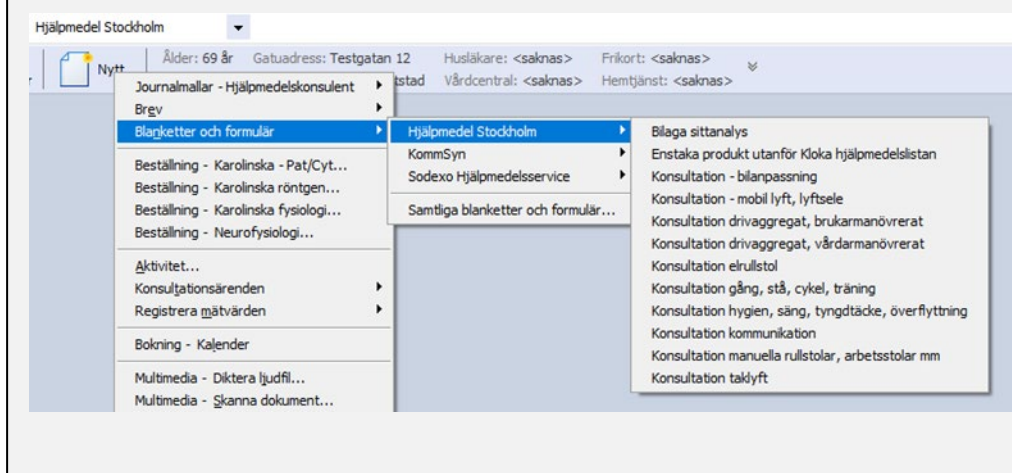 Hjälpmedel Stockholm
Nytt
Ålder: 69 år Gatuadress: Testgatan 12 Husläkare: <saknas> Frikort: <saknas>
tstad Vårdcentral: <saknas> Hemtjänst: <saknas>
Journalmallar - Hjälpmedelskonsulent
Brev
Blanketter och formulär
Beställning - Karolinska - Pat/Cyt...
Beställning - Karolinska röntgen...
Beställning - Karolinska fysiologi...
Beställning - Neurofysiologi...
Aktivitet...
Konsultationsärenden
Registrera mätvärden
Bokning - Kalender
Multimedia - Diktera ljudfil...
Multimedia - Skanna dokument...
Hjälpmedel Stockholm
KommSyn
Sodexo Hjälpmedelsservice
Samtliga blanketter och formulär...
Bilaga sittanalys
Enstaka produkt utanför Kloka hjälpmedelslistan
Konsultation - bilanpassning
Konsultation - mobil lyft, lyftsele
Konsultation drivaggregat, brukarmanövrerat
Konsultation drivaggregat, vårdarmanövrerat
Konsultation elrullstol
Konsultation gång, stå, cykel, träning
Konsultation hygien, säng, tyngdtäcke, överflyttning
Konsultation kommunikation
Konsultation manuella rullstolar, arbetsstolar mm
Konsultation taklyft